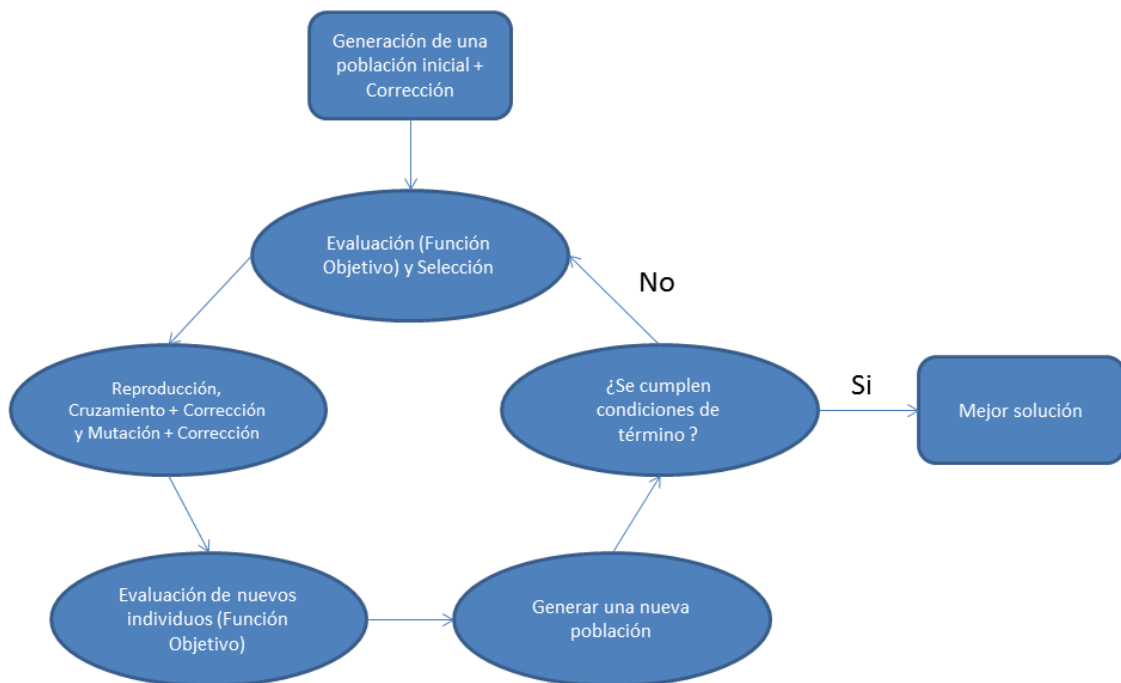 Generación de una
población inicial +
Corrección
Evaluación (Función
Objetivo) y Selección
No
Reproducción,
Cruzamiento + Corrección
y Mutación + Corrección
¿Se cumplen
condiciones de
término ?
Si
Mejor solución
Evaluación de nuevos
individuos (Función
Objetivo)
Generar una nueva
población